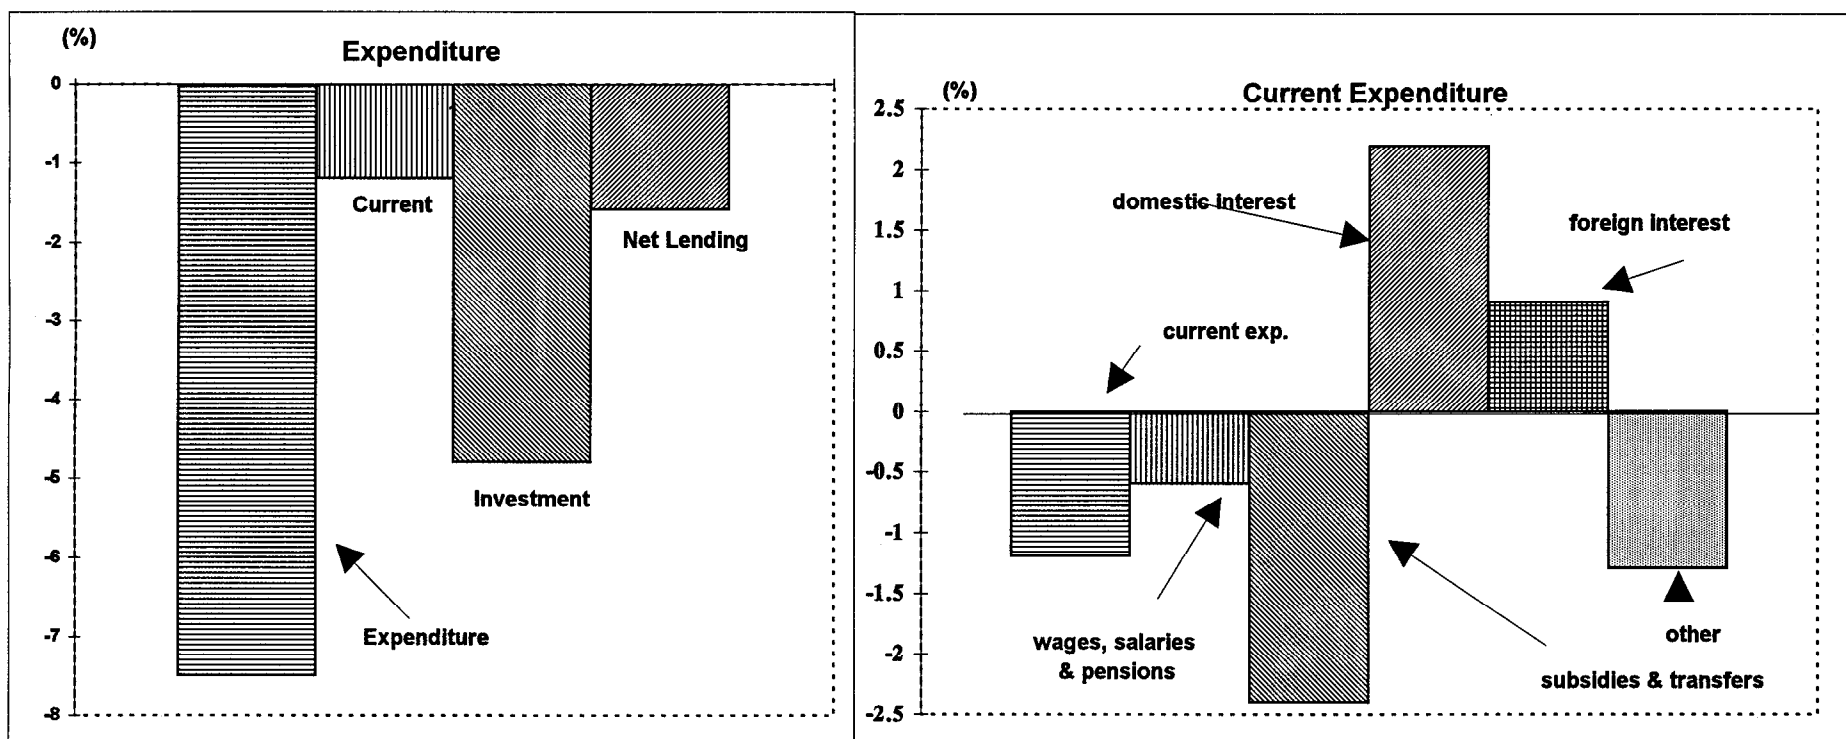 (%)
Expenditure
0
-1
-2
-3
-4
-5
-6
-7
-8
Current
Net Lending
Investment
Expenditure
(%)
Current Expenditure
2.5
2
1.5
1
0.5
0
-0.5
-1
-1.5
-2
-2.5
domestic interest
foreign interest
current exp.
wages, salaries
& pensions
other
subsidies & transfers